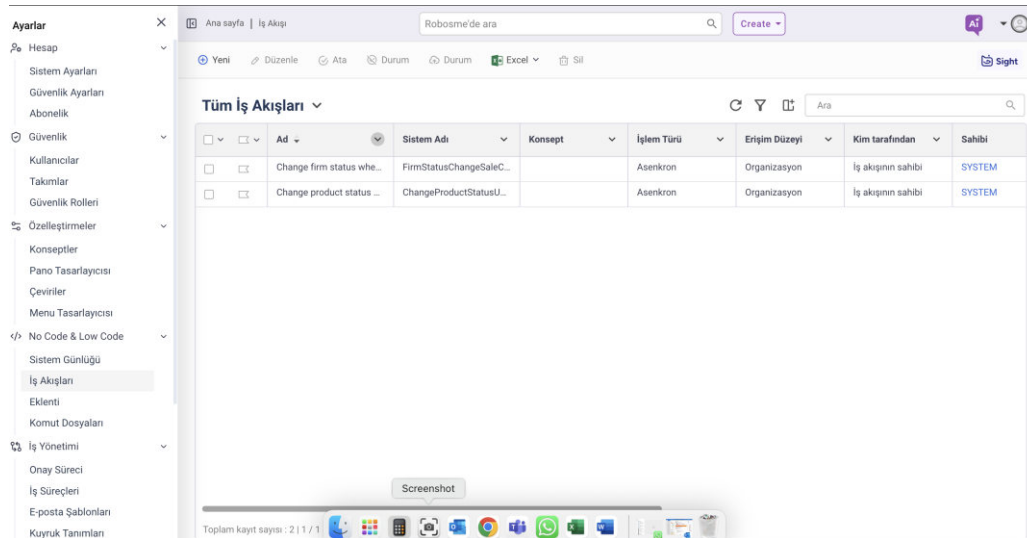 Ayarlar
Hesap
Sistem Ayarları
Güvenlik Ayarları
Abonelik
Güvenlik
Kullanıcılar
Takımlar
Güvenlik Rolleri
Özelleştirmeler
Konseptler
Pano Tasarlayıcısı
Çeviriler
Menu Tasarlayıcısı
</> No Code & Low Code
Sistem Günlüğü
İş Akışları
Eklenti
Komut Dosyaları
İş Yönetimi
Onay Süreci
İş Süreçleri
E-posta Şablonları
Kuyruk Tanımları
Ana sayfa | İş Akışı
Robosme'de ara
Create
Ai
Yeni Düzenle Ata Durum Durum Excel Sil
Sight
Tüm İş Akışları
Ara
Ad Sistem Adı Konsept İşlem Türü Erişim Düzeyi Kim tarafından Sahibi
Change firm status whe... FirmStatusChangeSaleC... Asenkron Organizasyon İş akışının sahibi SYSTEM
Change product status ... ChangeProductStatusU... Asenkron Organizasyon İş akışının sahibi SYSTEM
Screenshot
Toplam kayıt sayısı : 2 | 1 / 1